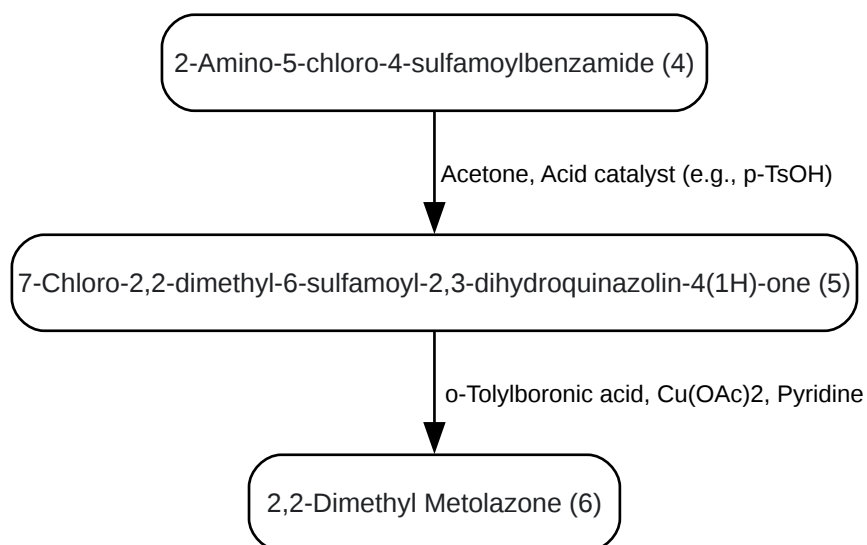 2-Amino-5-chloro-4-sulfamoylbenzamide (4)
Acetone, Acid catalyst (e.g., p-TsOH)
7-Chloro-2,2-dimethyl-6-sulfamoyl-2,3-dihydroquinazolin-4(1H)-one (5)
o-Tolylboronic acid, Cu(OAc)2, Pyridine
2,2-Dimethyl Metolazone (6)